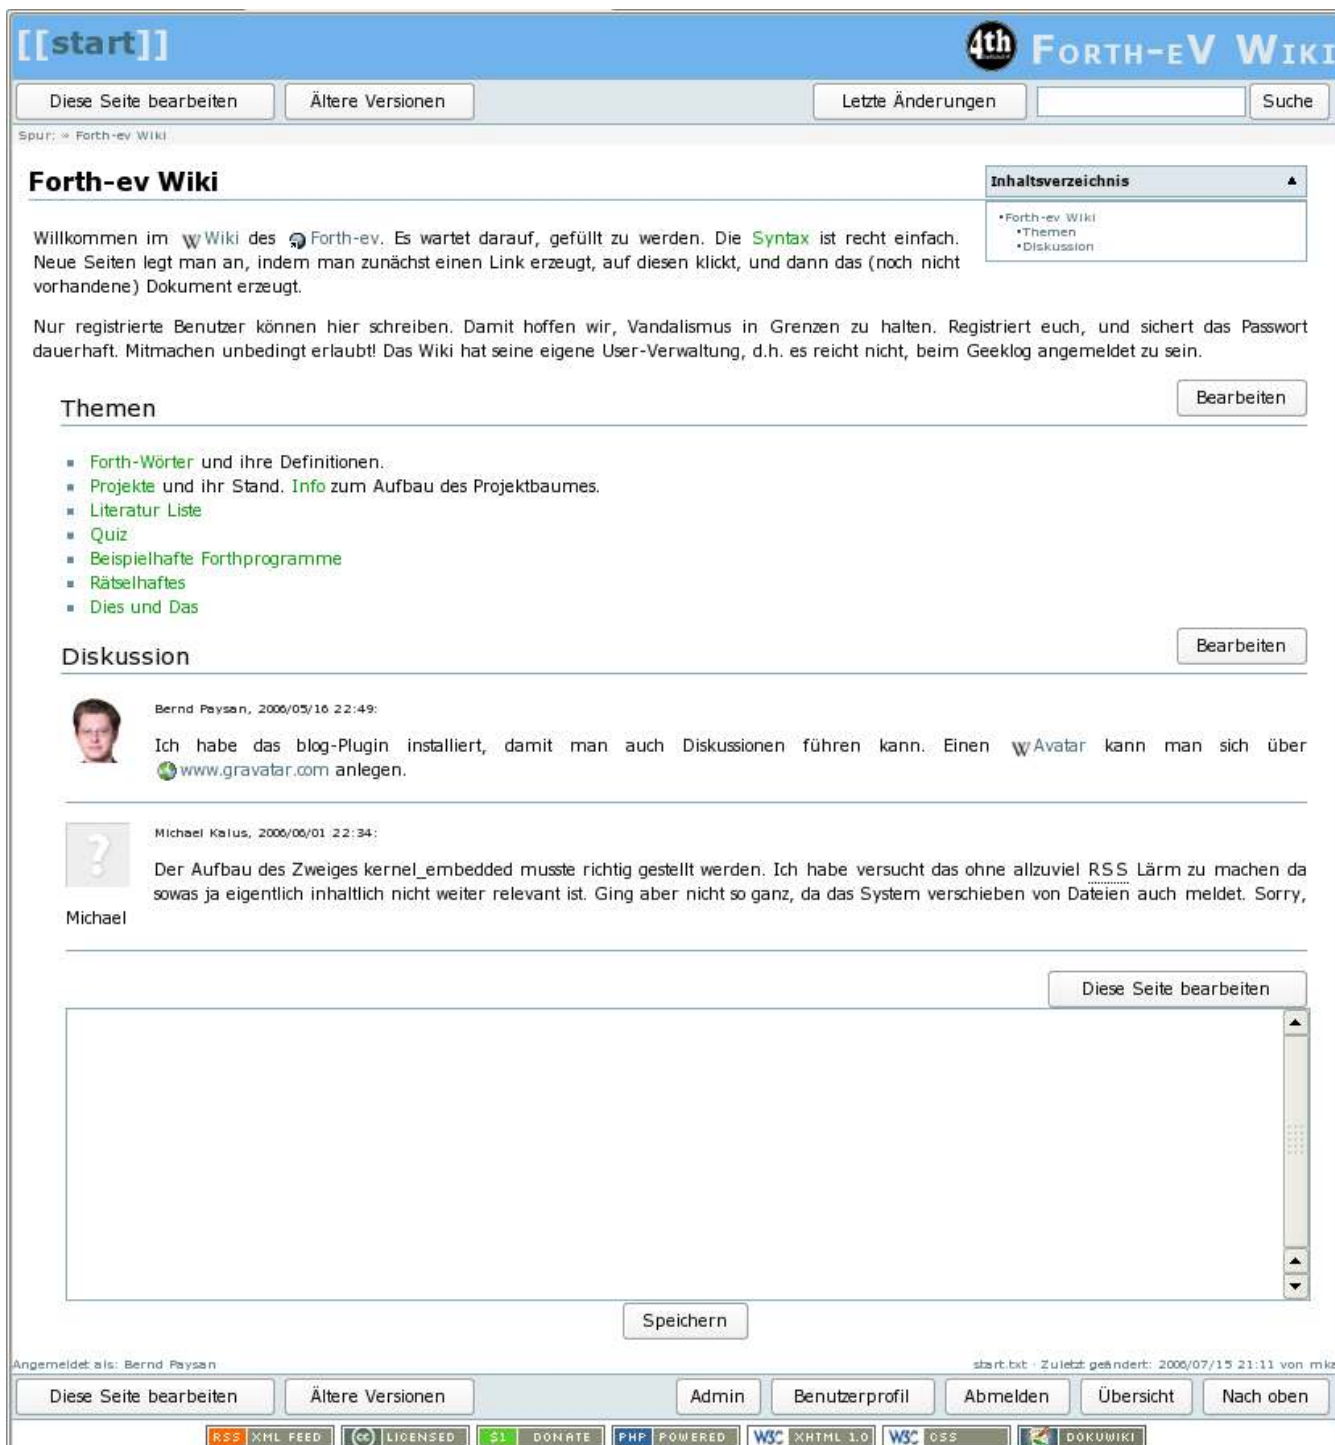 [[start]]
4th Forth-eV Wiki
Diese Seite bearbeiten Ältere Versionen Letzte Änderungen Suche
Spur: » Forth-ev Wiki
Forth-ev Wiki
Inhaltsverzeichnis
Forth-ev Wiki
Themen
Diskussion
Willkommen im Wiki des Forth-ev. Es wartet darauf, gefüllt zu werden. Die Syntax ist recht einfach.
Neue Seiten legt man an, indem man zunächst einen Link erzeugt, auf diesen klickt, und dann das (noch nicht
vorhandene) Dokument erzeugt.
Nur registrierte Benutzer können hier schreiben. Damit hoffen wir, Vandalismus in Grenzen zu halten. Registriert euch, und sichert das Passwort
dauerhaft. Mitmachen unbedingt erlaubt! Das Wiki hat seine eigene User-Verwaltung, d.h. es reicht nicht, beim Geeklog angemeldet zu sein.
Bearbeiten
Themen
Forth-Wörter und ihre Definitionen.
Projekte und ihr Stand. Info zum Aufbau des Projektbaumes.
Literatur Liste
Quiz
Beispielhafte Forthprogramme
Rätselhaftes
Dies und Das
Bearbeiten
Diskussion
Bernd Paysan, 2006/05/16 22:49:
Ich habe das blog-Plugin installiert, damit man auch Diskussionen führen kann. Einen Avatar kann man sich über
www.gravatar.com anlegen.
?
Michael Kalus, 2006/06/01 22:34:
Der Aufbau des Zweiges kernel_embedded musste richtig gestellt werden. Ich habe versucht das ohne allzuviel RSS Lärm zu machen da
sowas ja eigentlich inhaltlich nicht weiter relevant ist. Ging aber nicht so ganz, da das System verschieben von Dateien auch meldet. Sorry,
Michael
Diese Seite bearbeiten
Speichern
Angemeldet als: Bernd Paysan start.txt · Zuletzt geändert: 2006/07/15 21:11 von mka
Diese Seite bearbeiten Ältere Versionen Admin Benutzerprofil Abmelden Übersicht Nach oben
RSS XML FEED (cc) LICENSED $1 DONATE PHP POWERED W3C XHTML 1.0 W3C CSS DOKUWIKI